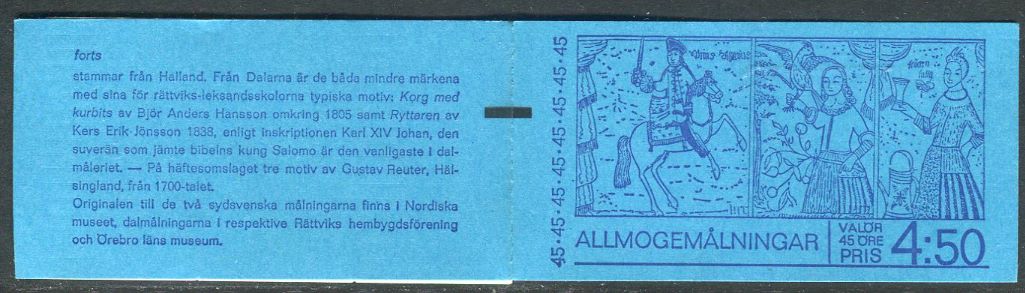 forts
stammar från Halland. Från Dalarna är de båda mindre märkena
med sina för rättviks-leksandsskolorna typiska motiv: Korg med
kurbits av Björ Anders Hansson omkring 1805 samt Ryttaren av
Kers Erik Jönsson 1838, enligt inskriptionen Karl XIV Johan, den
suverän som jämte bibelns kung Salomo är den vanligaste i dal-
måleriet. — På häftesomslaget tre motiv av Gustav Reuter, Häl-
singland, från 1700-talet.
Originalen till de två sydsvenska målningarna finns i Nordiska
museet, dalmålningarna i respektive Rättviks hembygdsförening
och Örebro läns museum.
45·45·45·45·45·45·45·45·45·45
ALLMOGEMÅLNINGAR
VALÖR
45 ÖRE
PRIS 4:50